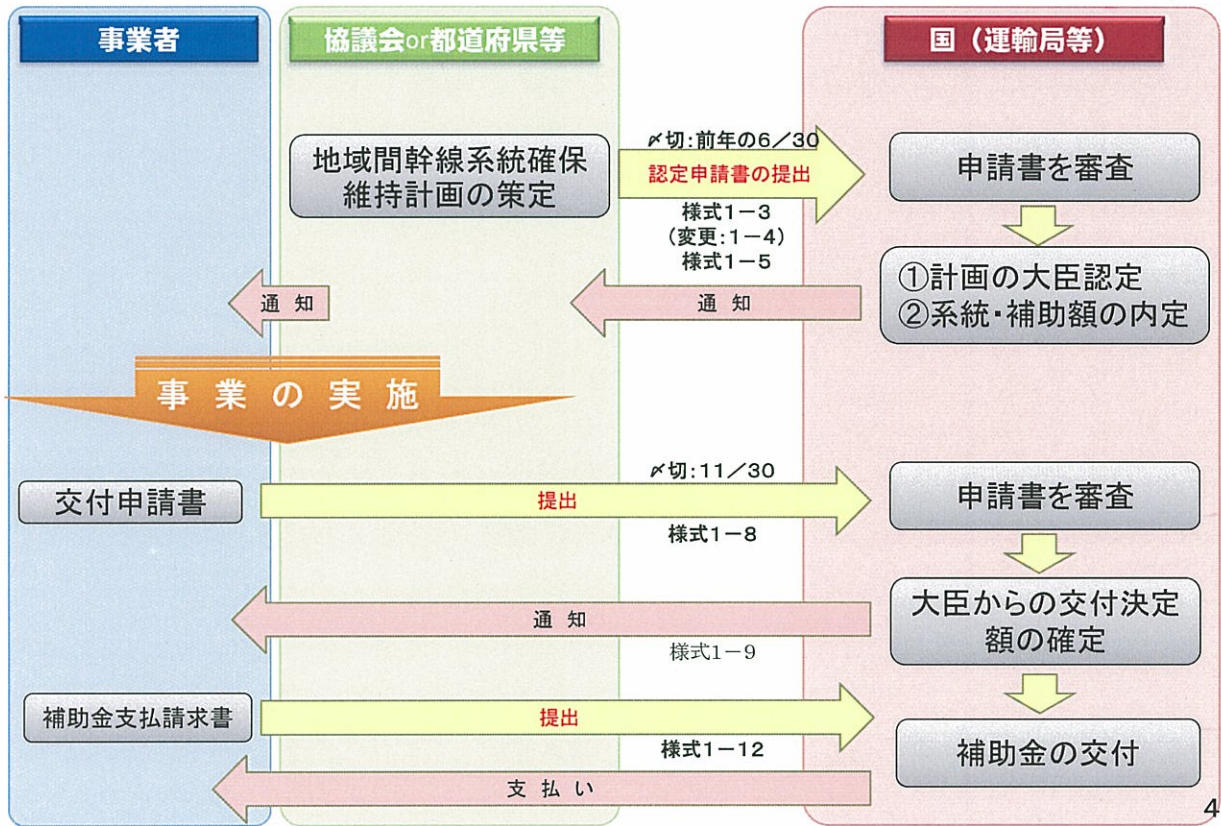 事業者
協議会or都道府県等
国（運輸局等）
地域間幹線系統確保
維持計画の策定
〆切:前年の6／30
認定申請書の提出
様式1－3
（変更:1－4）
様式1－5
申請書を審査
①計画の大臣認定
②系統・補助額の内定
通 知
通 知
事 業 の 実 施
交付申請書
〆切:11／30
提出
様式1－8
申請書を審査
大臣からの交付決定
額の確定
通 知
様式1－9
補助金支払請求書
提出
様式1－12
補助金の交付
支 払 い
4